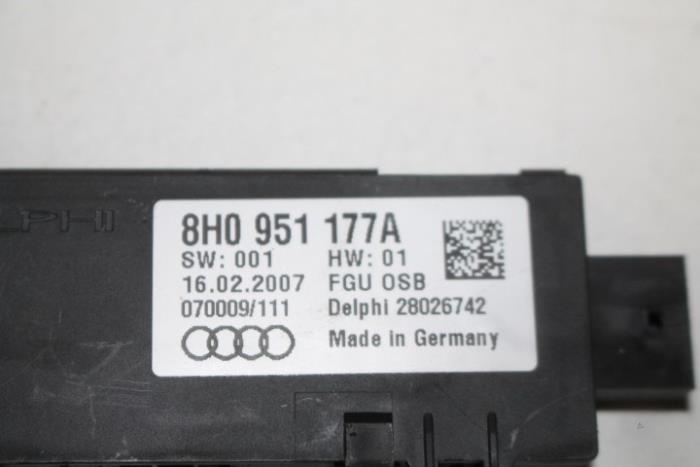 8H0 951 177A
SW: 001 HW: 01
16.02.2007 FGU OSB
070009/111 Delphi 28026742
Made in Germany